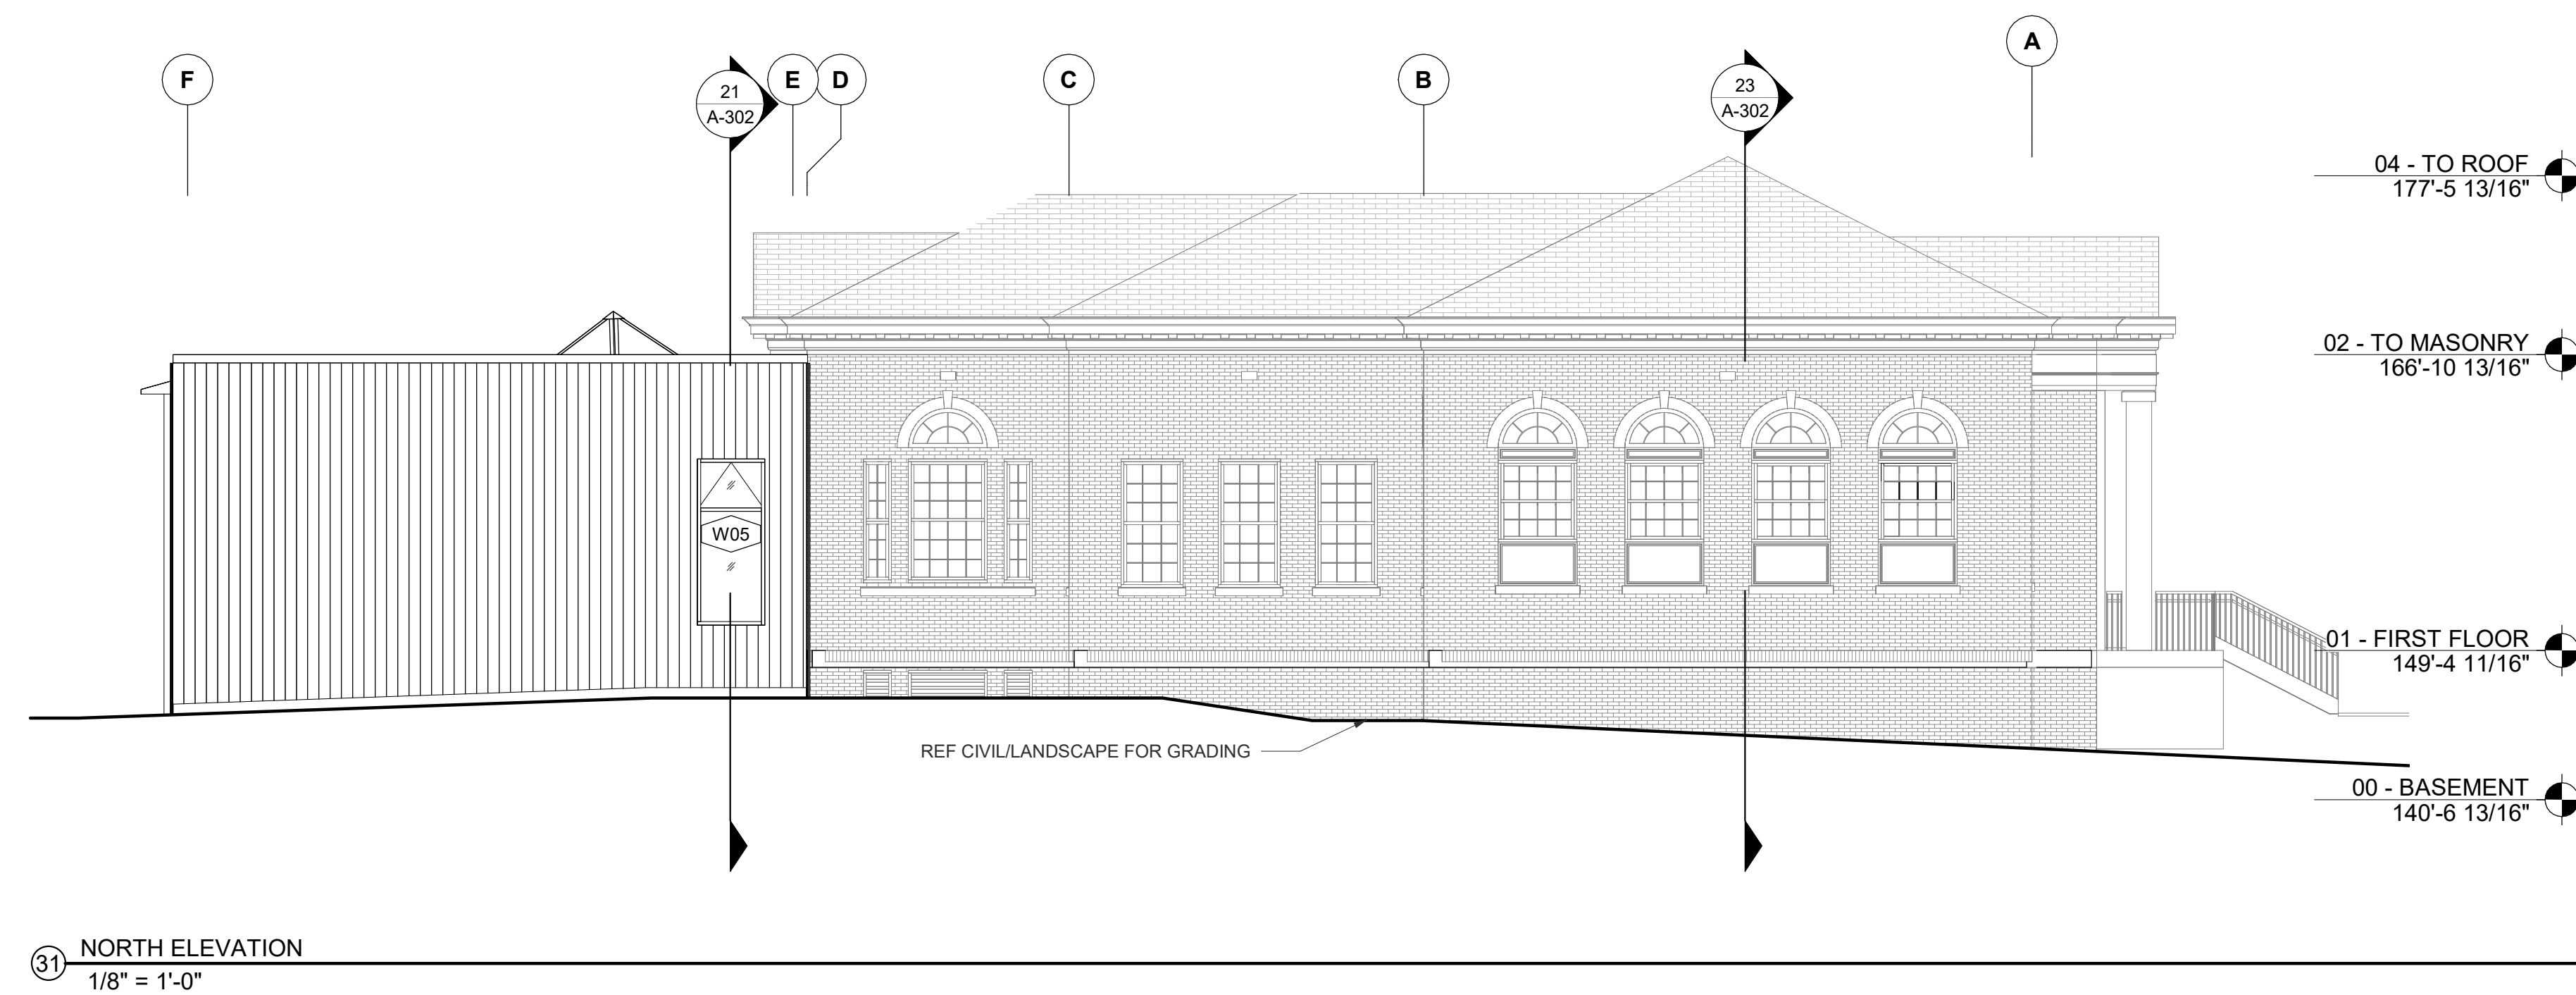 F
21
A-302
E
D
C
B
23
A-302
A
04 - TO ROOF
177'-5 13/16"
02 - TO MASONRY
166'-10 13/16"
W05
01 - FIRST FLOOR
149'-4 11/16"
REF CIVIL/LANDSCAPE FOR GRADING
00 - BASEMENT
140'-6 13/16"
31
NORTH ELEVATION
1/8" = 1'-0"